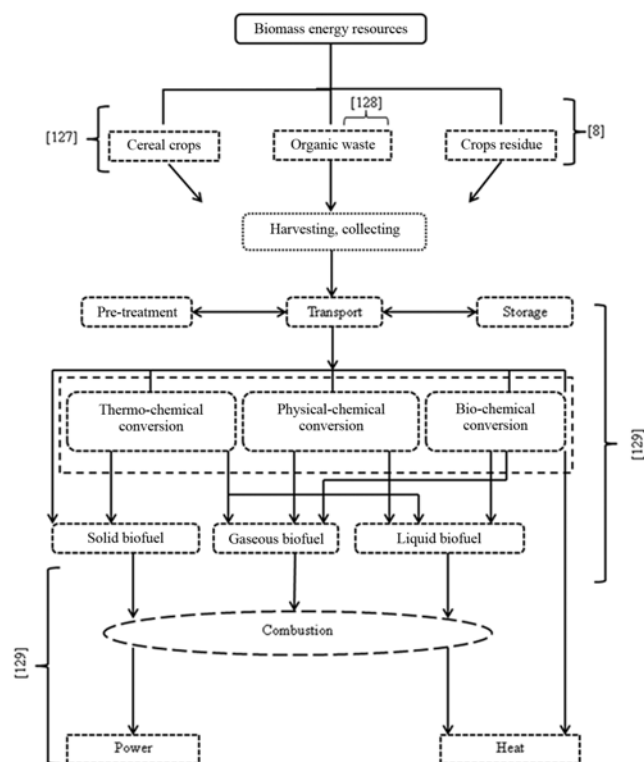 Biomass energy resources
[128]
[127]
[8]
Cereal crops
Organic waste
Crops residue
Harvesting, collecting
Pre-treatment
Transport
Storage
Thermo-chemical
conversion
Physical-chemical
conversion
Bio-chemical
conversion
[129]
Solid biofuel
Gaseous biofuel
Liquid biofuel
Combustion
[129]
Power
Heat